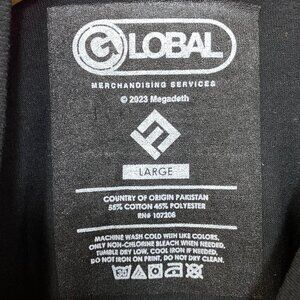 GLOBAL
MERCHANDISING SERVICES
© 2023 Megadeth
LARGE
COUNTRY OF ORIGIN PAKISTAN
55% COTTON 45% POLYESTER
RN# 107206
MACHINE WASH COLD WITH LIKE COLORS,
ONLY NON-CHLORINE BLEACH WHEN NEEDED,
TUMBLE DRY LOW, COOL IRON IF NEEDED.
DO NOT IRON ON PRINT, DO NOT DRY CLEAN.